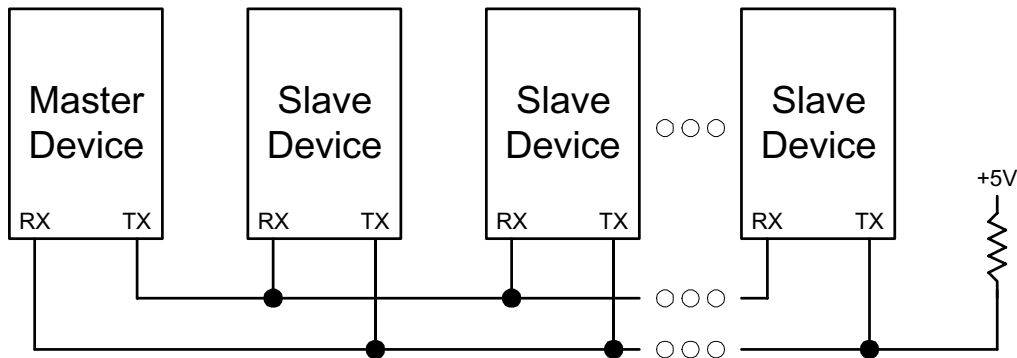 Master
Device
Slave
Device
Slave
Device
Slave
Device
+5V
RX TX
RX TX
RX TX
RX TX